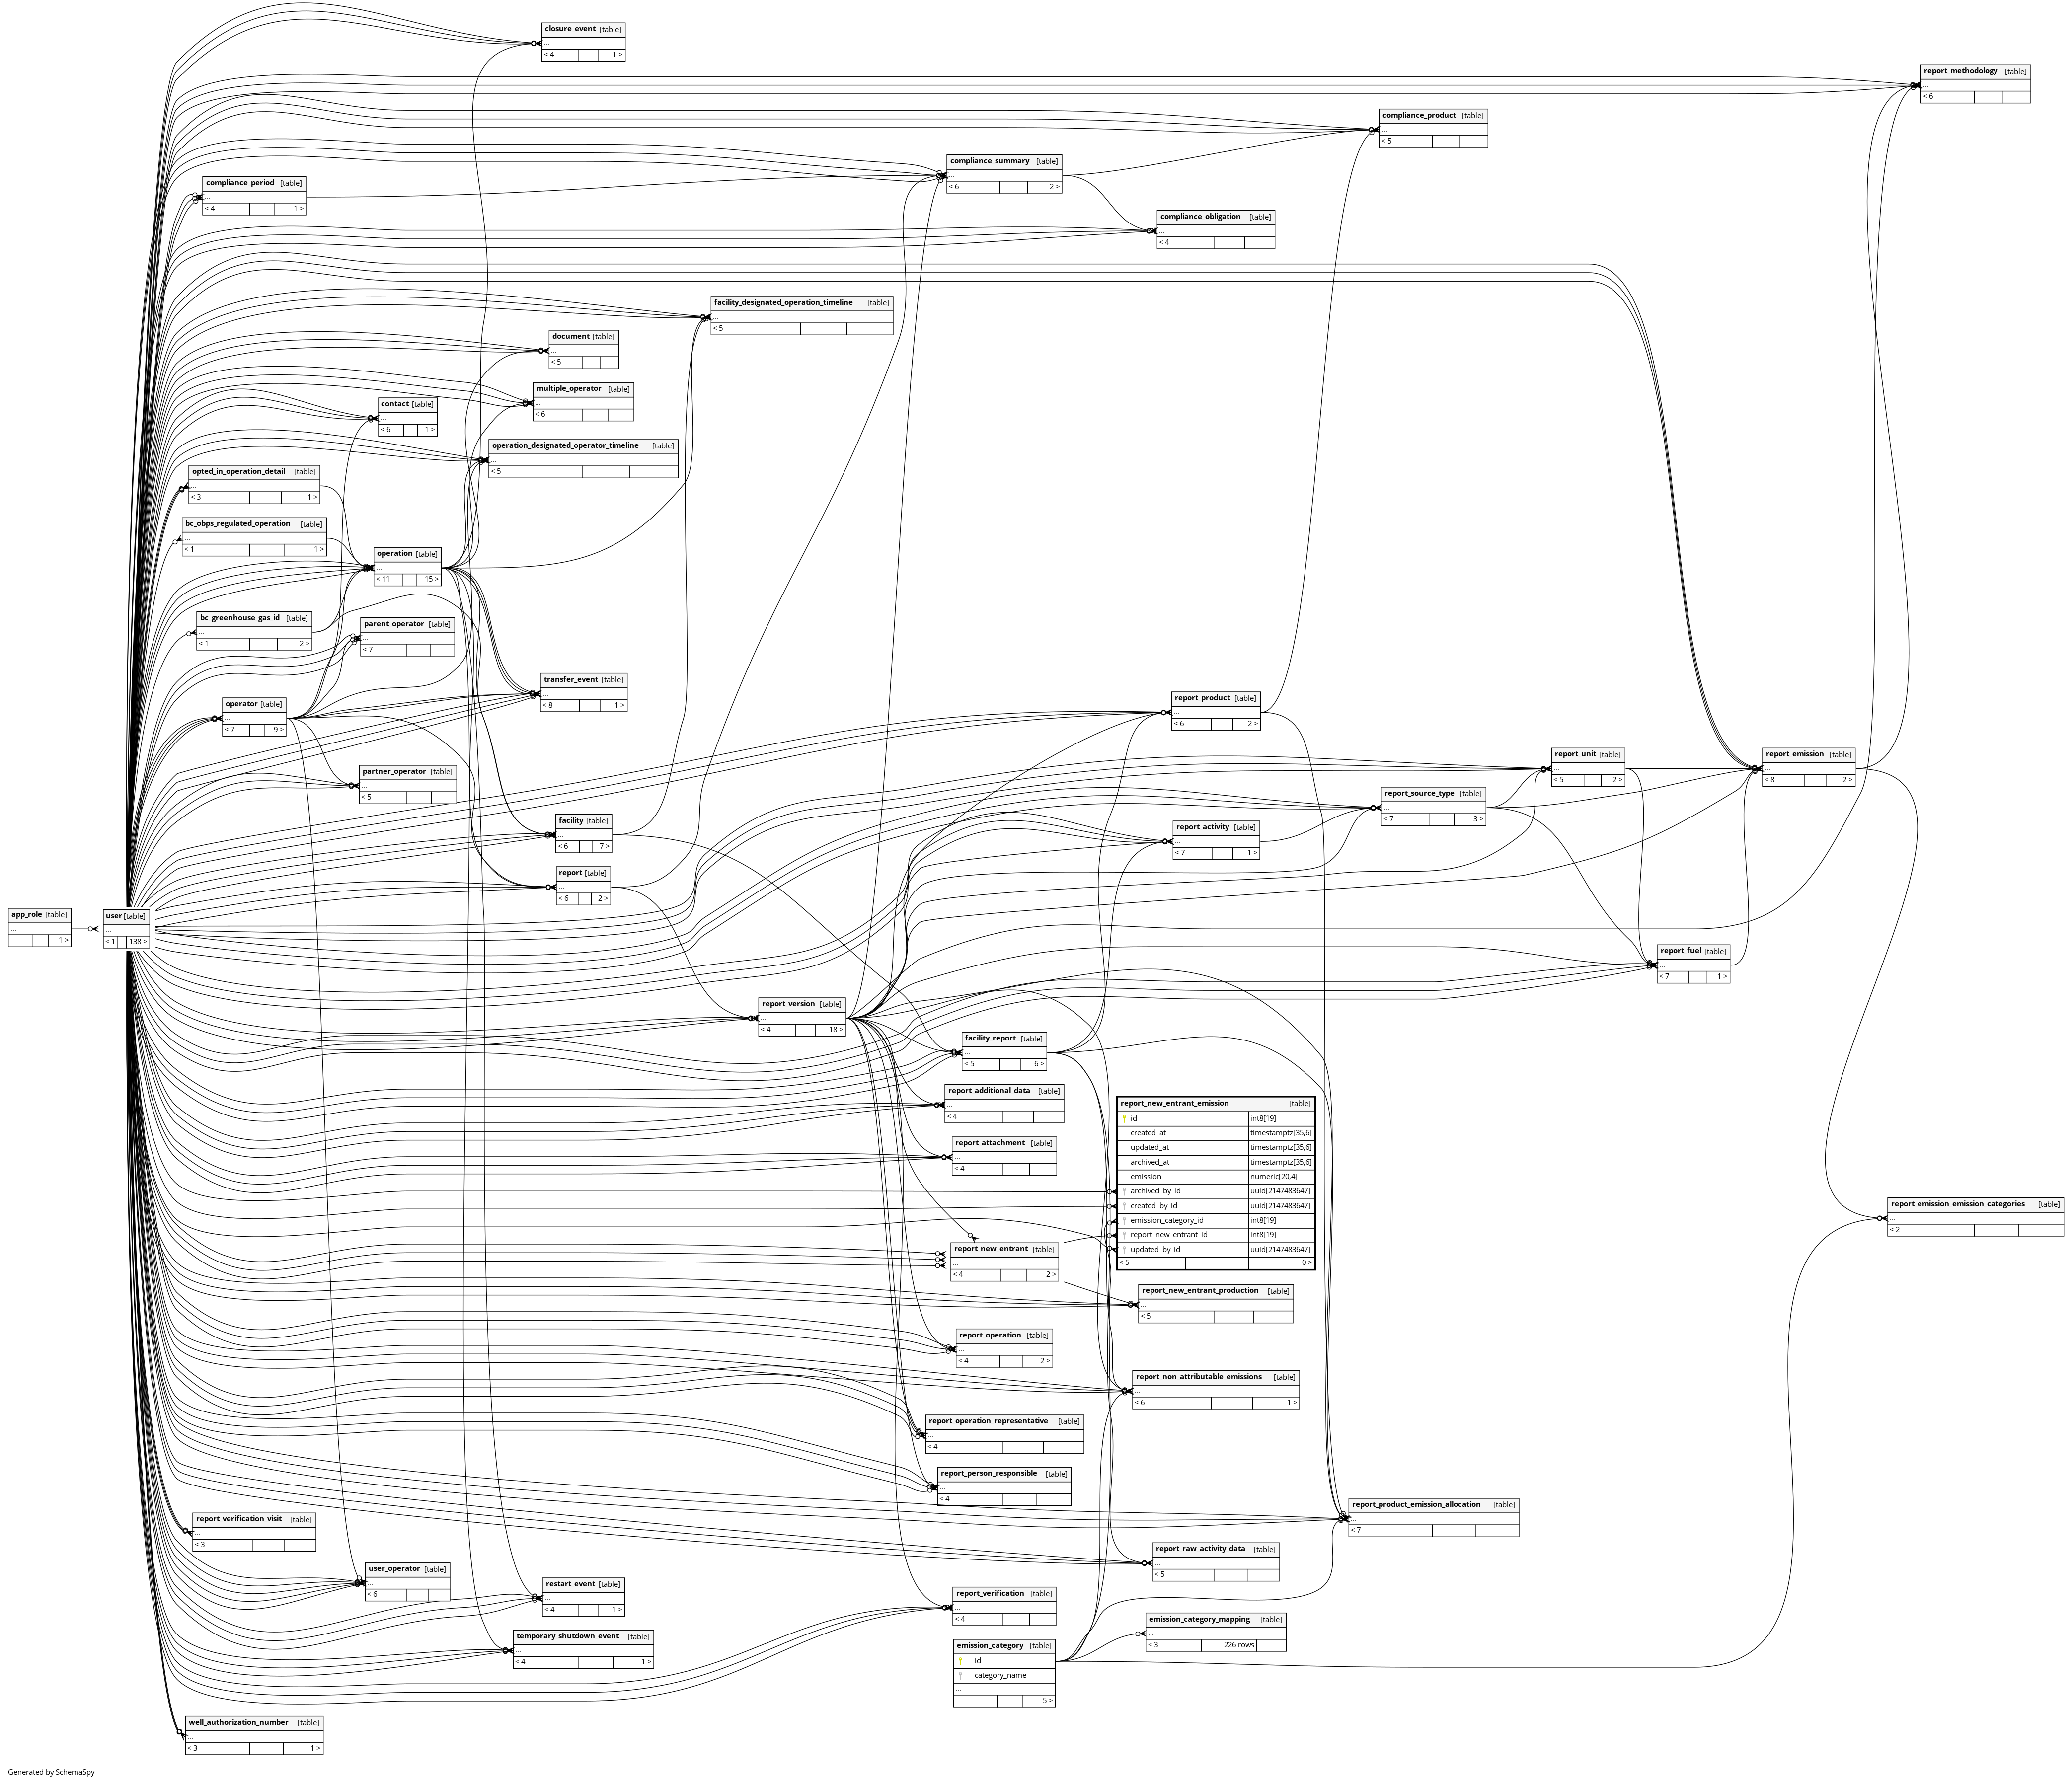 closure_event [table]
...
< 4 1 >
report_methodology [table]
...
< 6
compliance_product [table]
...
< 5
compliance_summary [table]
...
< 6 2 >
compliance_period [table]
...
< 4 1 >
compliance_obligation [table]
...
< 4
facility_designated_operation_timeline [table]
...
< 5
document [table]
...
< 5
multiple_operator [table]
...
< 6
contact [table]
...
< 6 1 >
operation_designated_operator_timeline [table]
...
< 5
opted_in_operation_detail [table]
...
< 3 1 >
bc_obps_regulated_operation [table]
...
< 1 1 >
operation [table]
...
< 11 15 >
bc_greenhouse_gas_id [table]
...
< 1 2 >
parent_operator [table]
...
< 7
transfer_event [table]
...
< 8 1 >
operator [table]
...
< 7 9 >
report_product [table]
...
< 6 2 >
partner_operator [table]
...
< 5
report_unit [table]
...
< 5 2 >
report_emission [table]
...
< 8 2 >
report_source_type [table]
...
< 7 3 >
facility [table]
...
< 6 7 >
report_activity [table]
...
< 7 1 >
report [table]
...
< 6 2 >
app_role [table]
...
1 >
user [table]
...
< 1 138 >
report_fuel [table]
...
< 7 1 >
report_version [table]
...
< 4 18 >
facility_report [table]
...
< 5 6 >
report_additional_data [table]
...
< 4
report_attachment [table]
...
< 4
report_new_entrant_emission [table]
id int8[19]
created_at timestamptz[35,6]
updated_at timestamptz[35,6]
archived_at timestamptz[35,6]
emission numeric[20,4]
archived_by_id uuid[2147483647]
created_by_id uuid[2147483647]
emission_category_id int8[19]
report_new_entrant_id int8[19]
updated_by_id uuid[2147483647]
< 5 0 >
report_emission_emission_categories [table]
...
< 2
report_new_entrant [table]
...
< 4 2 >
report_new_entrant_production [table]
...
< 5
report_operation [table]
...
< 4 2 >
report_non_attributable_emissions [table]
...
< 6 1 >
report_operation_representative [table]
...
< 4
report_person_responsible [table]
...
< 4
report_product_emission_allocation [table]
...
< 7
report_verification_visit [table]
...
< 3
report_raw_activity_data [table]
...
< 5
user_operator [table]
...
< 6
restart_event [table]
...
< 4 1 >
report_verification [table]
...
< 4
emission_category_mapping [table]
...
< 3 226 rows
temporary_shutdown_event [table]
...
< 4 1 >
emission_category [table]
id
category_name
...
5 >
well_authorization_number [table]
...
< 3 1 >
Generated by SchemaSpy